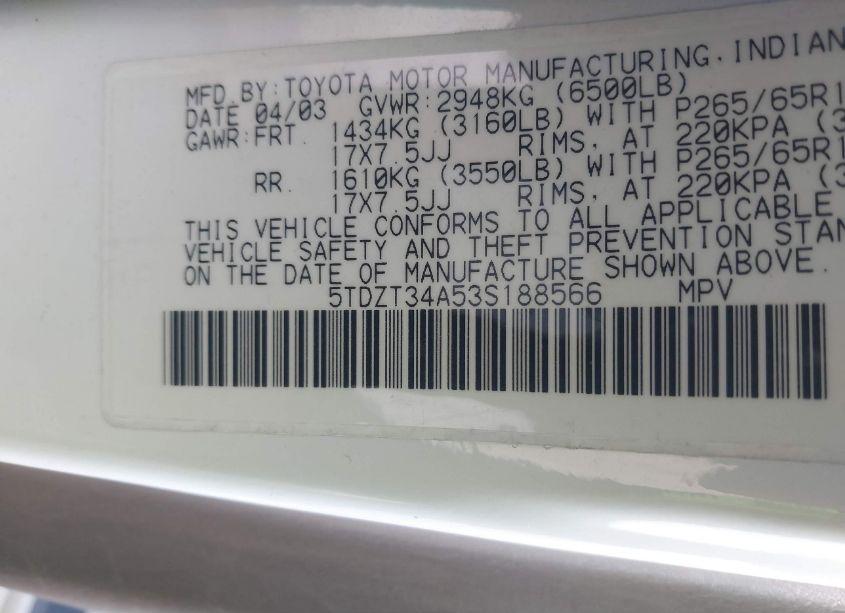 MFD BY:TOYOTA MOTOR MANUFACTURING.INDIAN
DATE 04/03 GVWR:2948KG (6500LB)
GAWR:FRT. 1434KG (3160LB) WITH P265/65R1
17X7.5JJ RIMS, AT 220KPA (3
RR. 1610KG (3550LB) WITH P265/65R1
17X7.5JJ RIMS, AT 220KPA (3
THIS VEHICLE CONFORMS TO ALL APPLICABLE
VEHICLE SAFETY AND THEFT PREVENTION STAN
ON THE DATE OF MANUFACTURE SHOWN ABOVE.
5TDZT34A53S188566 MPV